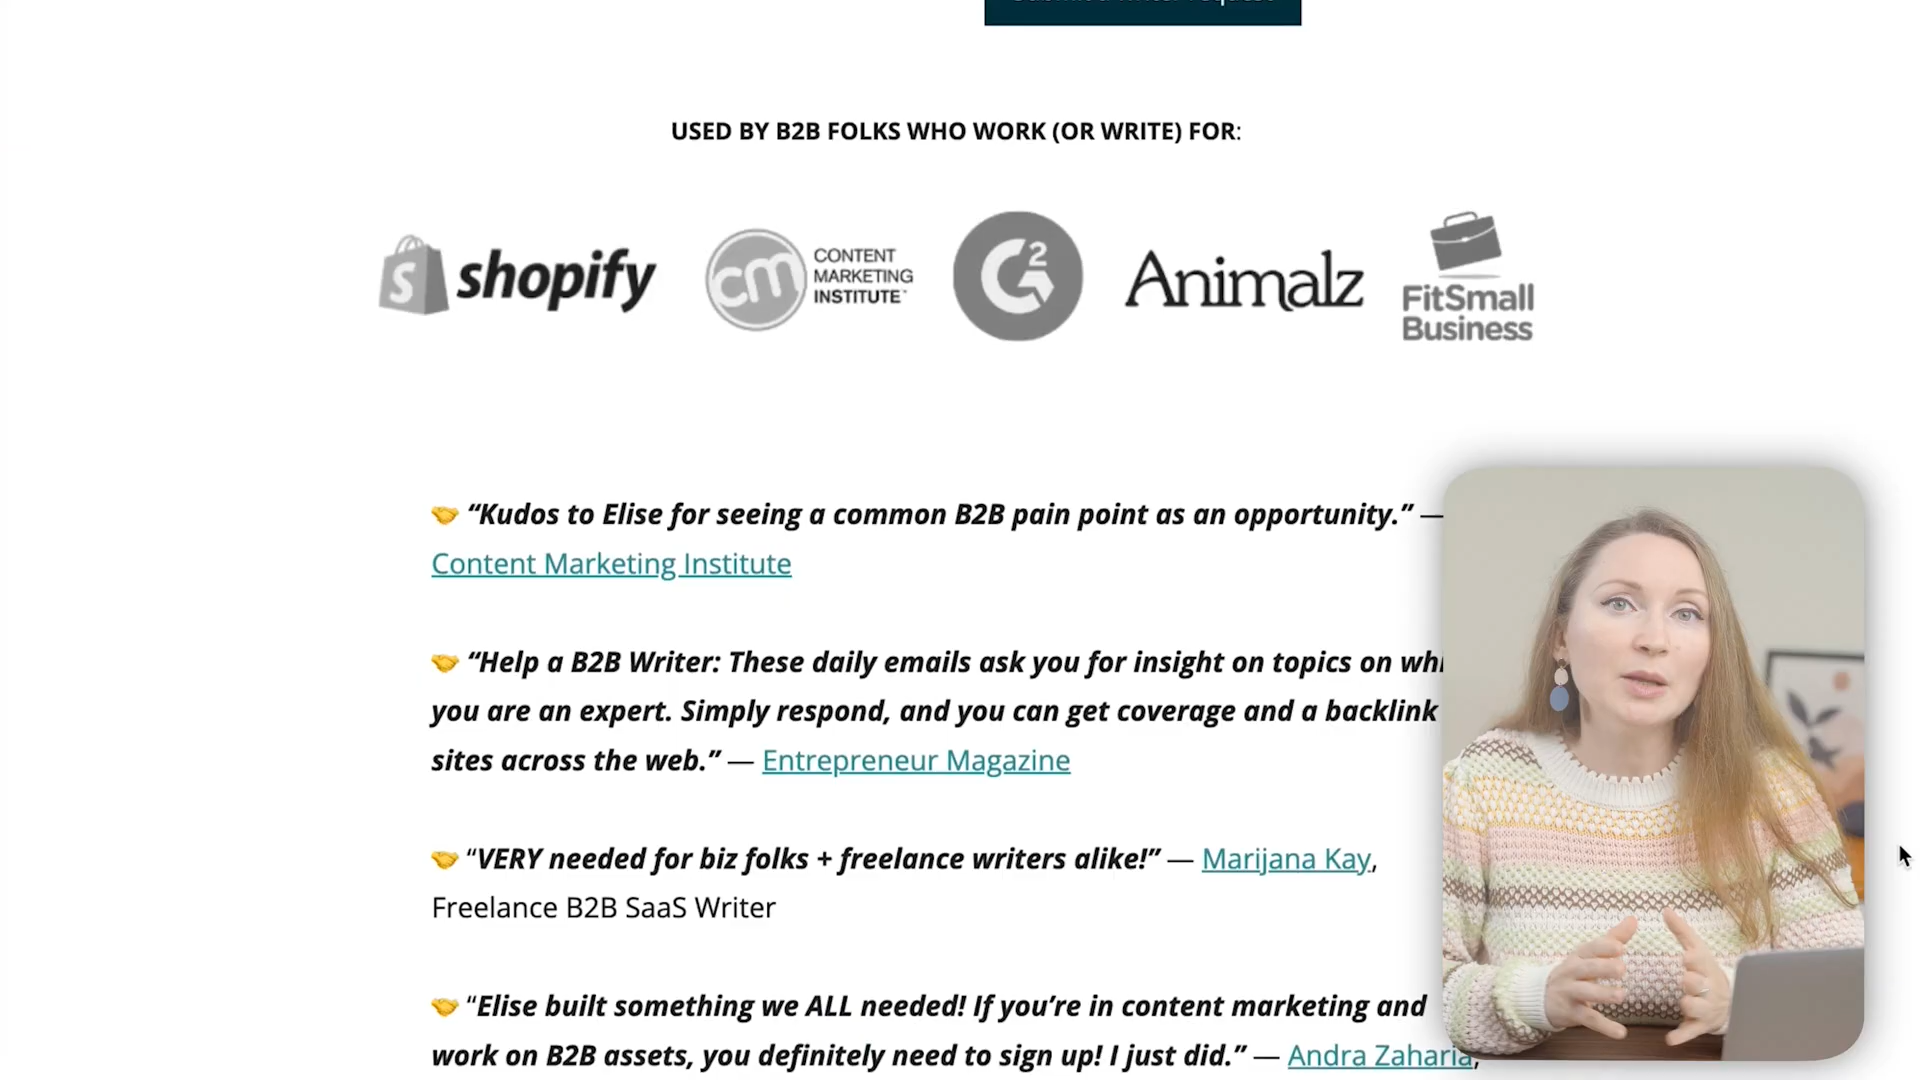 USED BY B2B FOLKS WHO WORK (OR WRITE) FOR:
shopify
CONTENT
MARKETING
INSTITUTE
cm
G2
Animalz
FitSmall
Business
“Kudos to Elise for seeing a common B2B pain point as an opportunity.” —
Content Marketing Institute
“Help a B2B Writer: These daily emails ask you for insight on topics on
you are an expert. Simply respond, and you can get coverage and a backlink
sites across the web.” — Entrepreneur Magazine
“VERY needed for biz folks + freelance writers alike!” — Marijana Kay,
Freelance B2B SaaS Writer
“Elise built something we ALL needed! If you’re in content marketing and
work on B2B assets, you definitely need to sign up! I just did.” — Andra Zaharia,